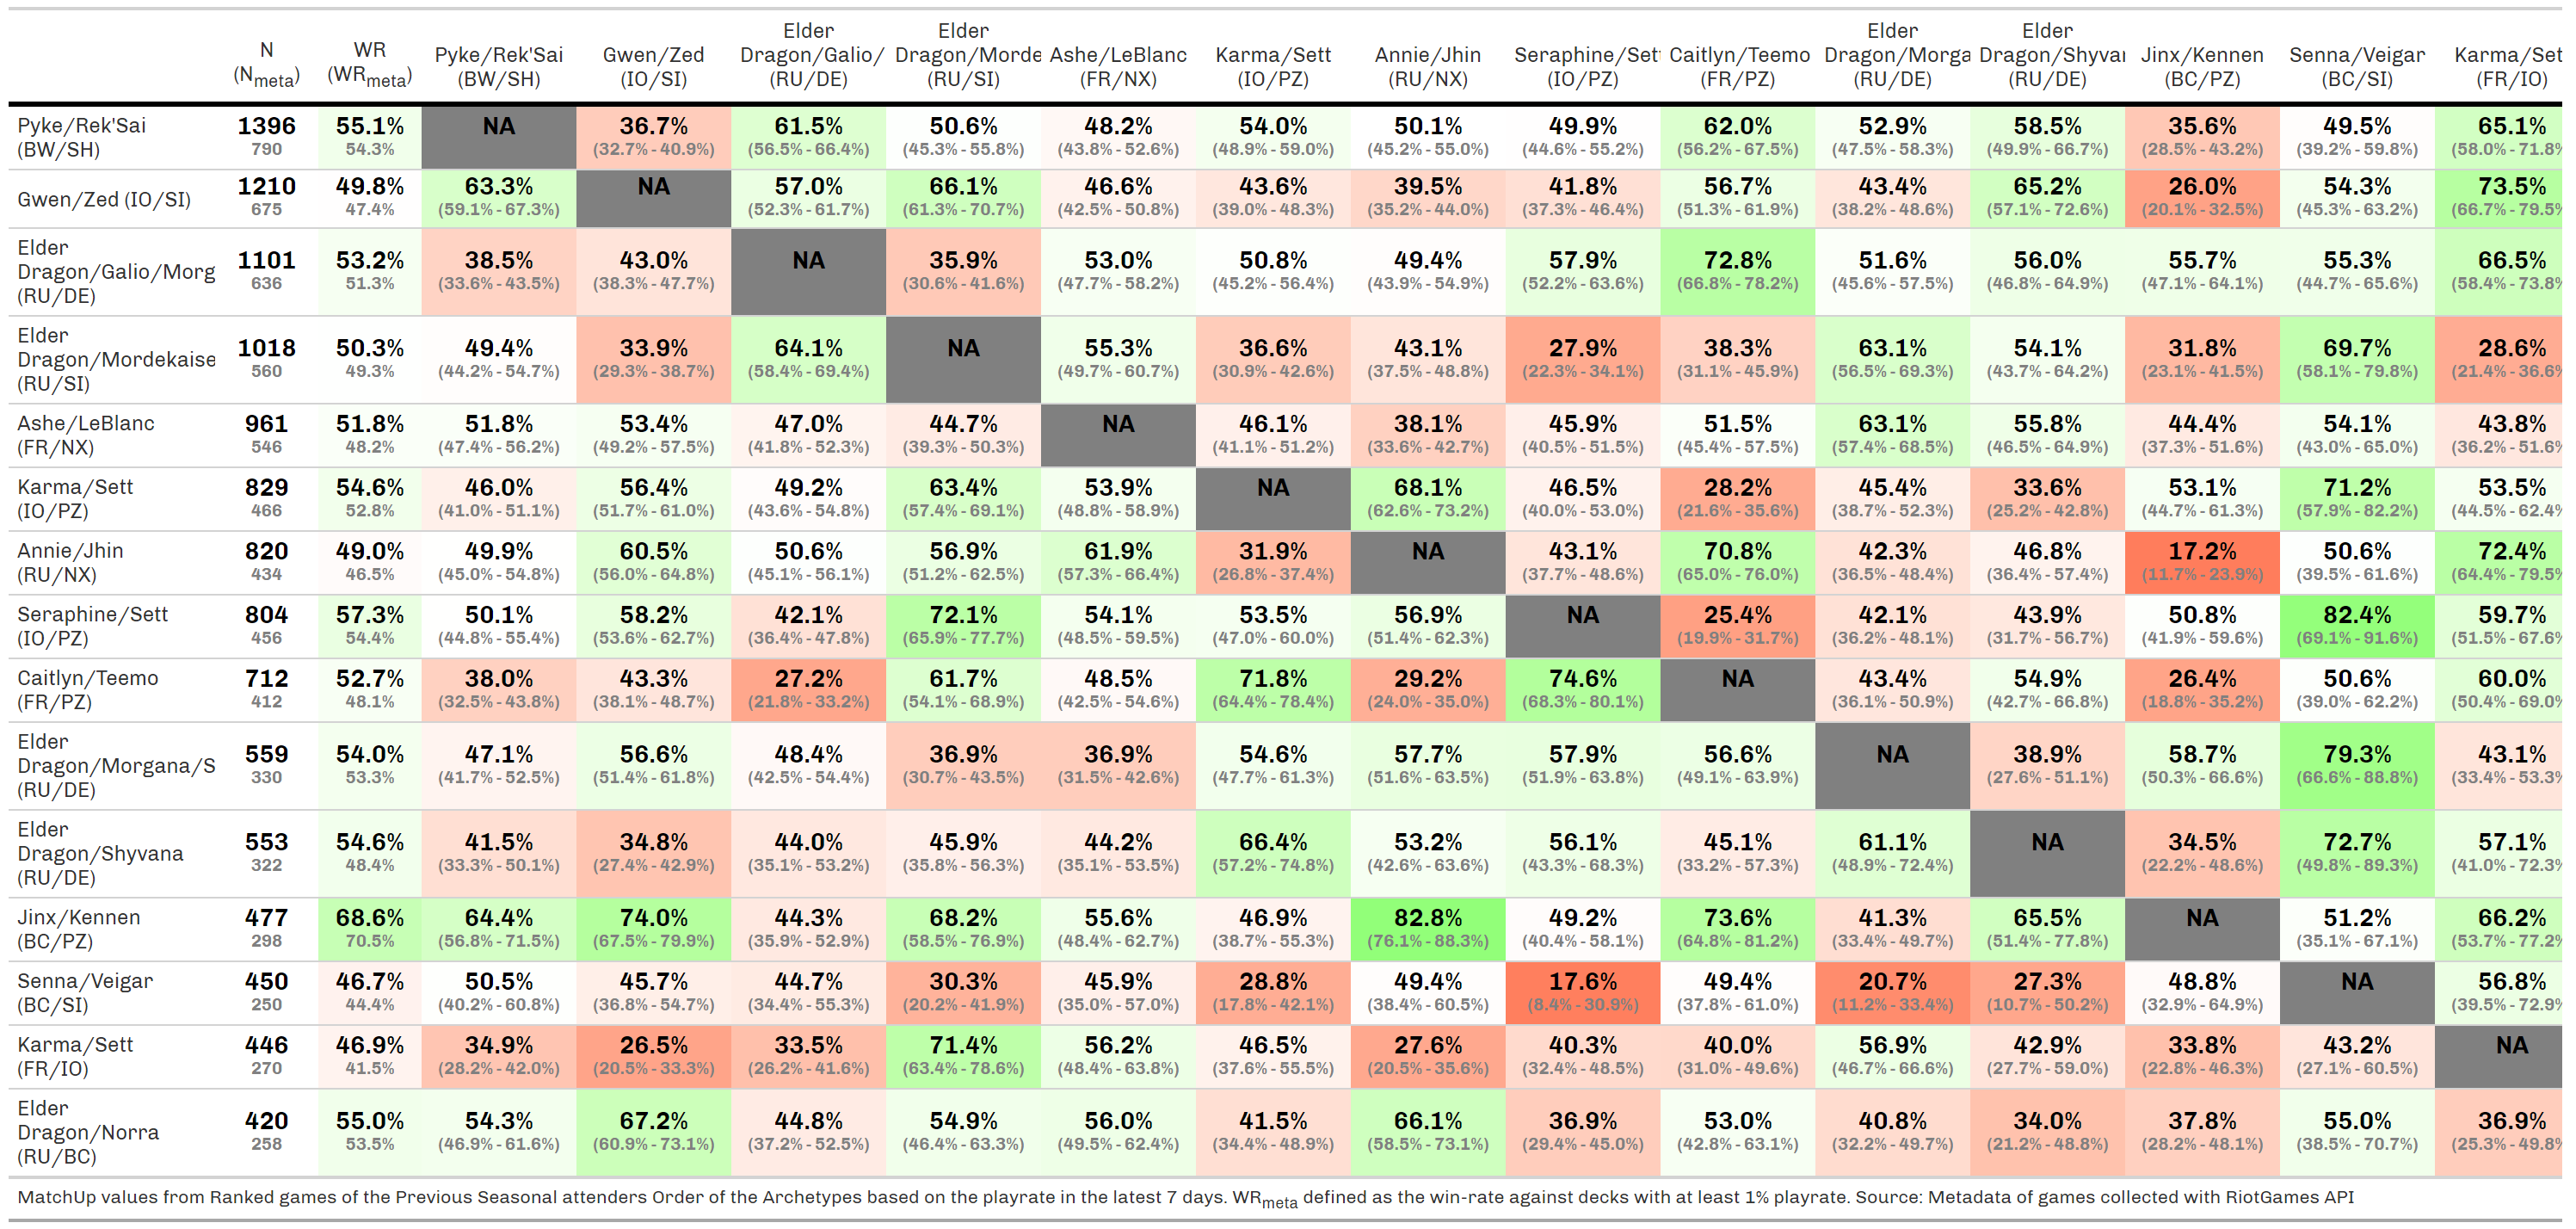 Elder Elder Elder Elder
N WR Pyke/Rek'Sai Gwen/Zed Dragon/Galio/ Dragon/Morde Ashe/LeBlanc Karma/Sett Annie/Jhin Seraphine/Sett Caitlyn/Teemo Dragon/Morga Dragon/Shyvar Jinx/Kennen Senna/Veigar Karma/Set
(Nmeta) (WRmeta) (BW/SH) (IO/SI) (RU/DE) (RU/SI) (FR/NX) (IO/PZ) (RU/NX) (IO/PZ) (FR/PZ) (RU/DE) (RU/DE) (BC/PZ) (BC/SI) (FR/IO)
Pyke/Rek'Sai 1396 55.1% NA 36.7% 61.5% 50.6% 48.2% 54.0% 50.1% 49.9% 62.0% 52.9% 58.5% 35.6% 49.5% 65.1%
(BW/SH) 790 54.3% (32.7% - 40.9%) (56.5% - 66.4%) (45.3% - 55.8%) (43.8% - 52.6%) (48.9% - 59.0%) (45.2% - 55.0%) (44.6% - 55.2%) (56.2% - 67.5%) (47.5% - 58.3%) (49.9% - 66.7%) (28.5% - 43.2%) (39.2% - 59.8%) (58.0% - 71.8%
Gwen/Zed (IO/SI) 1210 49.8% 63.3% NA 57.0% 66.1% 46.6% 43.6% 39.5% 41.8% 56.7% 43.4% 65.2% 26.0% 54.3% 73.5%
675 47.4% (59.1% - 67.3%) (52.3% - 61.7%) (61.3% - 70.7%) (42.5% - 50.8%) (39.0% - 48.3%) (35.2% - 44.0%) (37.3% - 46.4%) (51.3% - 61.9%) (38.2% - 48.6%) (57.1% - 72.6%) (20.1% - 32.5%) (45.3% - 63.2%) (66.7% - 79.5%
Elder
Dragon/Galio/Morg 1101 53.2% 38.5% 43.0% NA 35.9% 53.0% 50.8% 49.4% 57.9% 72.8% 51.6% 56.0% 55.7% 55.3% 66.5%
(RU/DE) 636 51.3% (33.6% - 43.5%) (38.3% - 47.7%) (30.6% - 41.6%) (47.7% - 58.2%) (45.2% - 56.4%) (43.9% - 54.9%) (52.2% - 63.6%) (66.8% - 78.2%) (45.6% - 57.5%) (46.8% - 64.9%) (47.1% - 64.1%) (44.7% - 65.6%) (58.4% - 73.8%
Elder
Dragon/Mordekaise 1018 50.3% 49.4% 33.9% 64.1% NA 55.3% 36.6% 43.1% 27.9% 38.3% 63.1% 54.1% 31.8% 69.7% 28.6%
(RU/SI) 560 49.3% (44.2% - 54.7%) (29.3% - 38.7%) (58.4% - 69.4%) (49.7% - 60.7%) (30.9% - 42.6%) (37.5% - 48.8%) (22.3% - 34.1%) (31.1% - 45.9%) (56.5% - 69.3%) (43.7% - 64.2%) (23.1% - 41.5%) (58.1% - 79.8%) (21.4% - 36.6%
Ashe/LeBlanc 961 51.8% 51.8% 53.4% 47.0% 44.7% NA 46.1% 38.1% 45.9% 51.5% 63.1% 55.8% 44.4% 54.1% 43.8%
(FR/NX) 546 48.2% (47.4% - 56.2%) (49.2% - 57.5%) (41.8% - 52.3%) (39.3% - 50.3%) (41.1% - 51.2%) (33.6% - 42.7%) (40.5% - 51.5%) (45.4% - 57.5%) (57.4% - 68.5%) (46.5% - 64.9%) (37.3% - 51.6%) (43.0% - 65.0%) (36.2% - 51.6%
Karma/Sett 829 54.6% 46.0% 56.4% 49.2% 63.4% 53.9% NA 68.1% 46.5% 28.2% 45.4% 33.6% 53.1% 71.2% 53.5%
(IO/PZ) 466 52.8% (41.0% - 51.1%) (51.7% - 61.0%) (43.6% - 54.8%) (57.4% - 69.1%) (48.8% - 58.9%) (62.6% - 73.2%) (40.0% - 53.0%) (21.6% - 35.6%) (38.7% - 52.3%) (25.2% - 42.8%) (44.7% - 61.3%) (57.9% - 82.2%) (44.5% - 62.4%
Annie/Jhin 820 49.0% 49.9% 60.5% 50.6% 56.9% 61.9% 31.9% NA 43.1% 70.8% 42.3% 46.8% 17.2% 50.6% 72.4%
(RU/NX) 434 46.5% (45.0% - 54.8%) (56.0% - 64.8%) (45.1% - 56.1%) (51.2% - 62.5%) (57.3% - 66.4%) (26.8% - 37.4%) (37.7% - 48.6%) (65.0% - 76.0%) (36.5% - 48.4%) (36.4% - 57.4%) (11.7% - 23.9%) (39.5% - 61.6%) (64.4% - 79.5%
Seraphine/Sett 804 57.3% 50.1% 58.2% 42.1% 72.1% 54.1% 53.5% 56.9% NA 25.4% 42.1% 43.9% 50.8% 82.4% 59.7%
(IO/PZ) 456 54.4% (44.8% - 55.4%) (53.6% - 62.7%) (36.4% - 47.8%) (65.9% - 77.7%) (48.5% - 59.5%) (47.0% - 60.0%) (51.4% - 62.3%) (19.9% - 31.7%) (36.2% - 48.1%) (31.7% - 56.7%) (41.9% - 59.6%) (69.1% - 91.6%) (51.5% - 67.6%
Caitlyn/Teemo 712 52.7% 38.0% 43.3% 27.2% 61.7% 48.5% 71.8% 29.2% 74.6% NA 43.4% 54.9% 26.4% 50.6% 60.0%
(FR/PZ) 412 48.1% (32.5% - 43.8%) (38.1% - 48.7%) (21.8% - 33.2%) (54.1% - 68.9%) (42.5% - 54.6%) (64.4% - 78.4%) (24.0% - 35.0%) (68.3% - 80.1%) (36.1% - 50.9%) (42.7% - 66.8%) (18.8% - 35.2%) (39.0% - 62.2%) (50.4% - 69.0%
Elder
Dragon/Morgana/S 559 54.0% 47.1% 56.6% 48.4% 36.9% 36.9% 54.6% 57.7% 57.9% 56.6% NA 38.9% 58.7% 79.3% 43.1%
(RU/DE) 330 53.3% (41.7% - 52.5%) (51.4% - 61.8%) (42.5% - 54.4%) (30.7% - 43.5%) (31.5% - 42.6%) (47.7% - 61.3%) (51.6% - 63.5%) (51.9% - 63.8%) (49.1% - 63.9%) (27.6% - 51.1%) (50.3% - 66.6%) (66.6% - 88.8%) (33.4% - 53.3%
Elder
Dragon/Shyvana 553 54.6% 41.5% 34.8% 44.0% 45.9% 44.2% 66.4% 53.2% 56.1% 45.1% 61.1% NA 34.5% 72.7% 57.1%
(RU/DE) 322 48.4% (33.3% - 50.1%) (27.4% - 42.9%) (35.1% - 53.2%) (35.8% - 56.3%) (35.1% - 53.5%) (57.2% - 74.8%) (42.6% - 63.6%) (43.3% - 68.3%) (33.2% - 57.3%) (48.9% - 72.4%) (22.2% - 48.6%) (49.8% - 89.3%) (41.0% - 72.3%
Jinx/Kennen 477 68.6% 64.4% 74.0% 44.3% 68.2% 55.6% 46.9% 82.8% 49.2% 73.6% 41.3% 65.5% NA 51.2% 66.2%
(BC/PZ) 298 70.5% (56.8% - 71.5%) (67.5% - 79.9%) (35.9% - 52.9%) (58.5% - 76.9%) (48.4% - 62.7%) (38.7% - 55.3%) (76.1% - 88.3%) (40.4% - 58.1%) (64.8% - 81.2%) (33.4% - 49.7%) (51.4% - 77.8%) (35.1% - 67.1%) (53.7% - 77.2%
Senna/Veigar 450 46.7% 50.5% 45.7% 44.7% 30.3% 45.9% 28.8% 49.4% 17.6% 49.4% 20.7% 27.3% 48.8% NA 56.8%
(BC/SI) 250 44.4% (40.2% - 60.8%) (36.8% - 54.7%) (34.4% - 55.3%) (20.2% - 41.9%) (35.0% - 57.0%) (17.8% - 42.1%) (38.4% - 60.5%) (8.4% - 30.9%) (37.8% - 61.0%) (11.2% - 33.4%) (10.7% - 50.2%) (32.9% - 64.9%) (39.5% - 72.9%
Karma/Sett 446 46.9% 34.9% 26.5% 33.5% 71.4% 56.2% 46.5% 27.6% 40.3% 40.0% 56.9% 42.9% 33.8% 43.2% NA
(FR/IO) 270 41.5% (28.2% - 42.0%) (20.5% - 33.3%) (26.2% - 41.6%) (63.4% - 78.6%) (48.4% - 63.8%) (37.6% - 55.5%) (20.5% - 35.6%) (32.4% - 48.5%) (31.0% - 49.6%) (46.7% - 66.6%) (27.7% - 59.0%) (22.8% - 46.3%) (27.1% - 60.5%)
Elder
Dragon/Norra 420 55.0% 54.3% 67.2% 44.8% 54.9% 56.0% 41.5% 66.1% 36.9% 53.0% 40.8% 34.0% 37.8% 55.0% 36.9%
(RU/BC) 258 53.5% (46.9% - 61.6%) (60.9% - 73.1%) (37.2% - 52.5%) (46.4% - 63.3%) (49.5% - 62.4%) (34.4% - 48.9%) (58.5% - 73.1%) (29.4% - 45.0%) (42.8% - 63.1%) (32.2% - 49.7%) (21.2% - 48.8%) (28.2% - 48.1%) (38.5% - 70.7%) (25.3% - 49.8%
MatchUp values from Ranked games of the Previous Seasonal attenders Order of the Archetypes based on the playrate in the latest 7 days. WRmeta defined as the win-rate against decks with at least 1% playrate. Source: Metadata of games collected with RiotGames API